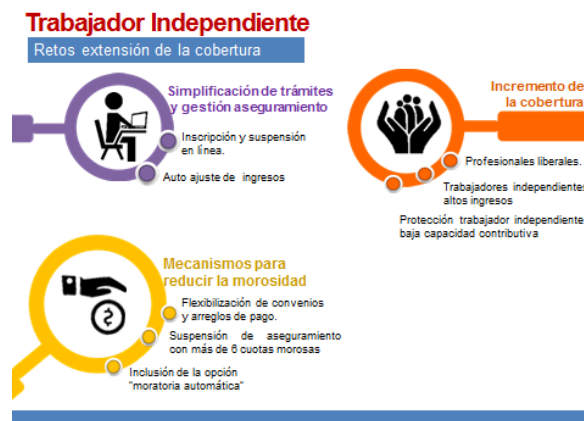 Trabajador Independiente
Retos extensión de la cobertura
Simplificación de trámites
y gestión aseguramiento
Inscripción y suspensión
en línea.
Auto ajuste de ingresos
Incremento de
la cobertura
Profesionales liberales.
Trabajadores independientes
altos ingresos
Protección trabajador independiente
baja capacidad contributiva
Mecanismos para
reducir la morosidad
Flexibilización de convenios
y arreglos de pago.
Suspensión de aseguramiento
con más de 6 cuotas morosas
Inclusión de la opción
"moratoria automática"